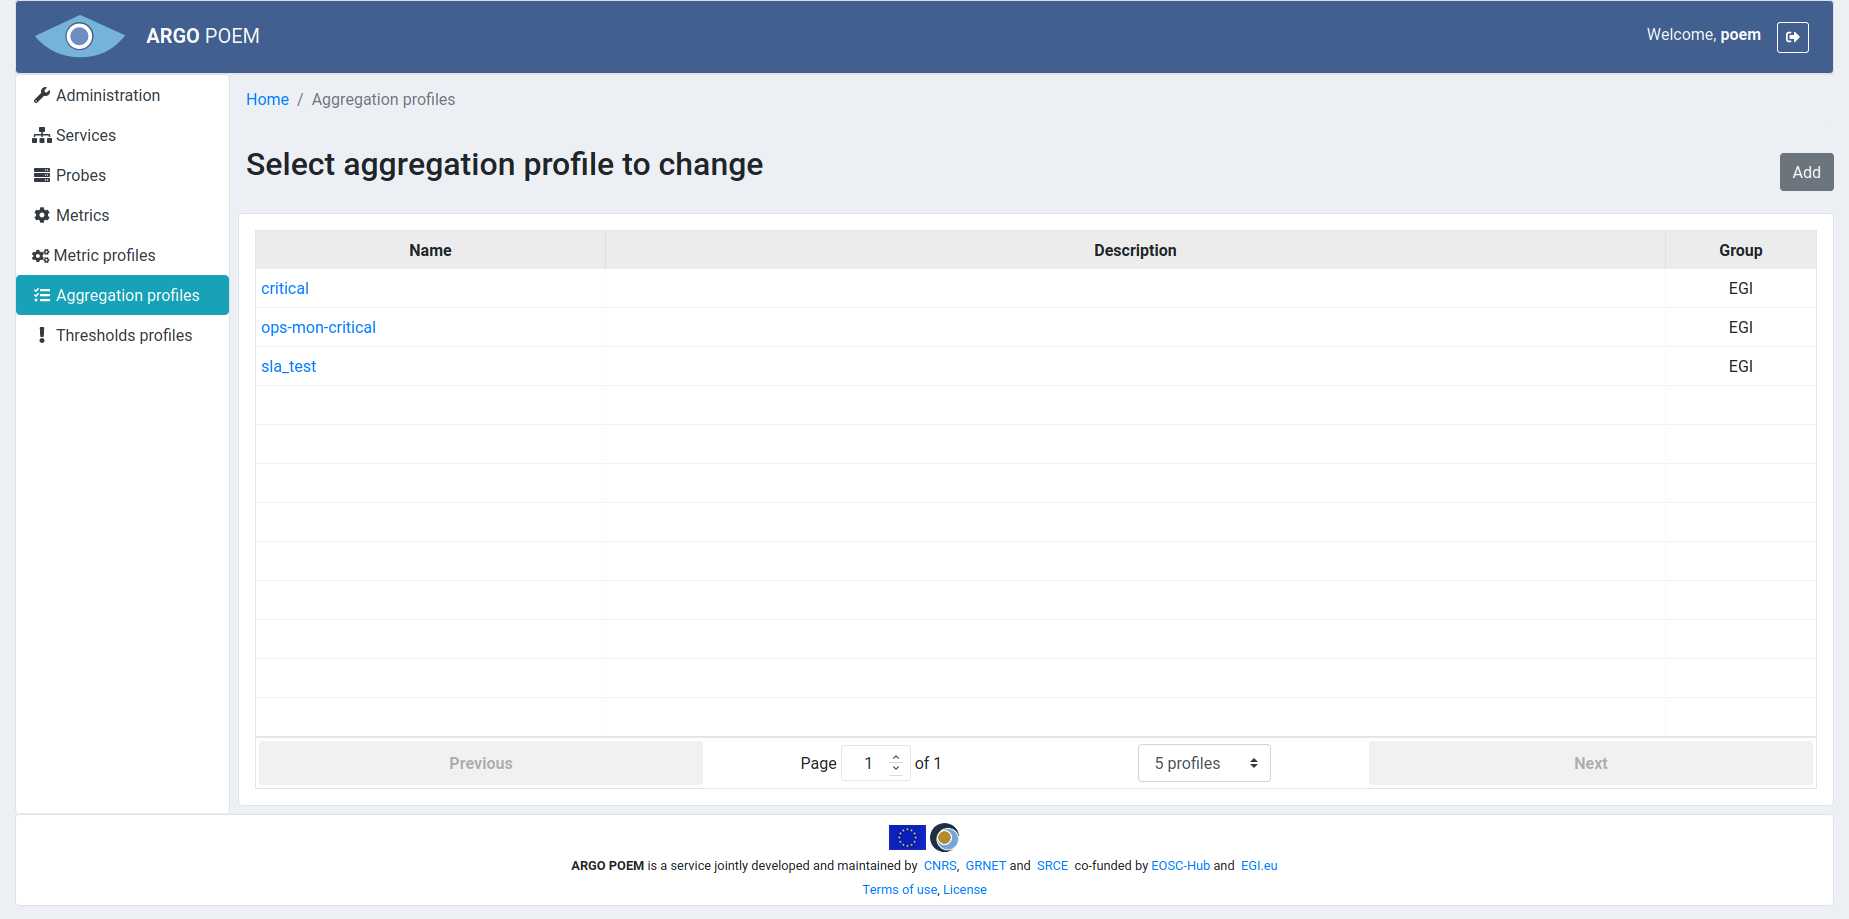 ARGO POEM
Welcome, poem
Administration
Services
Probes
Metrics
Metric profiles
Aggregation profiles
Thresholds profiles
Home / Aggregation profiles
Select aggregation profile to change
Add
Name Description Group
critical EGI
ops-mon-critical EGI
sla_test EGI
Previous Page 1 of 1 5 profiles Next
ARGO POEM is a service jointly developed and maintained by CNRS, GRNET and SRCE co-funded by EOSC-Hub and EGI.eu
Terms of use, License